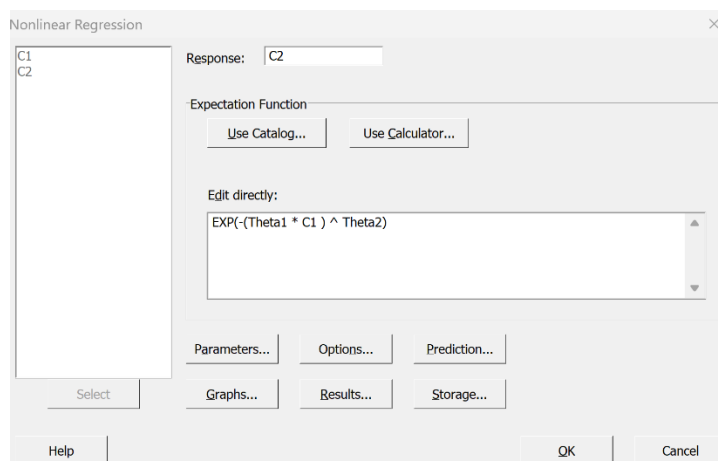 Nonlinear Regression
C1
C2
Response: C2
Expectation Function
Use Catalog... Use Calculator...
Edit directly:
EXP(-(Theta1 * C1 ) ^ Theta2)
Parameters... Options... Prediction...
Select Graphs... Results... Storage...
Help OK Cancel